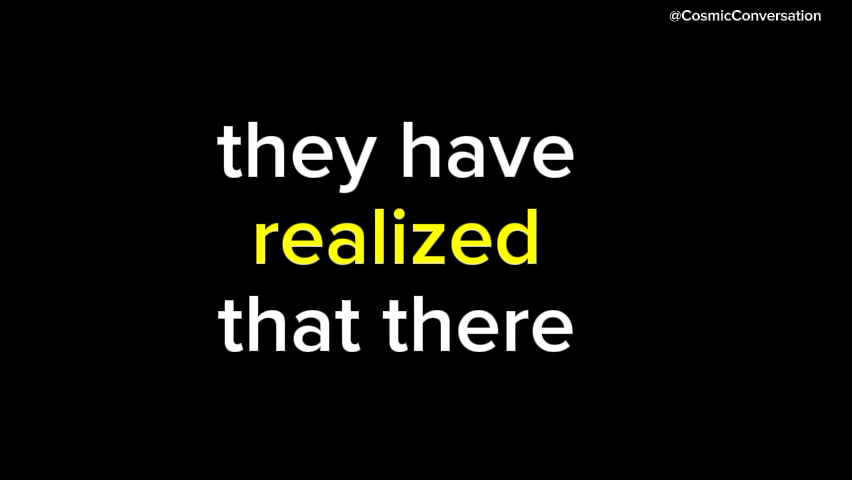 @CosmicConversation
they have
realized
that there